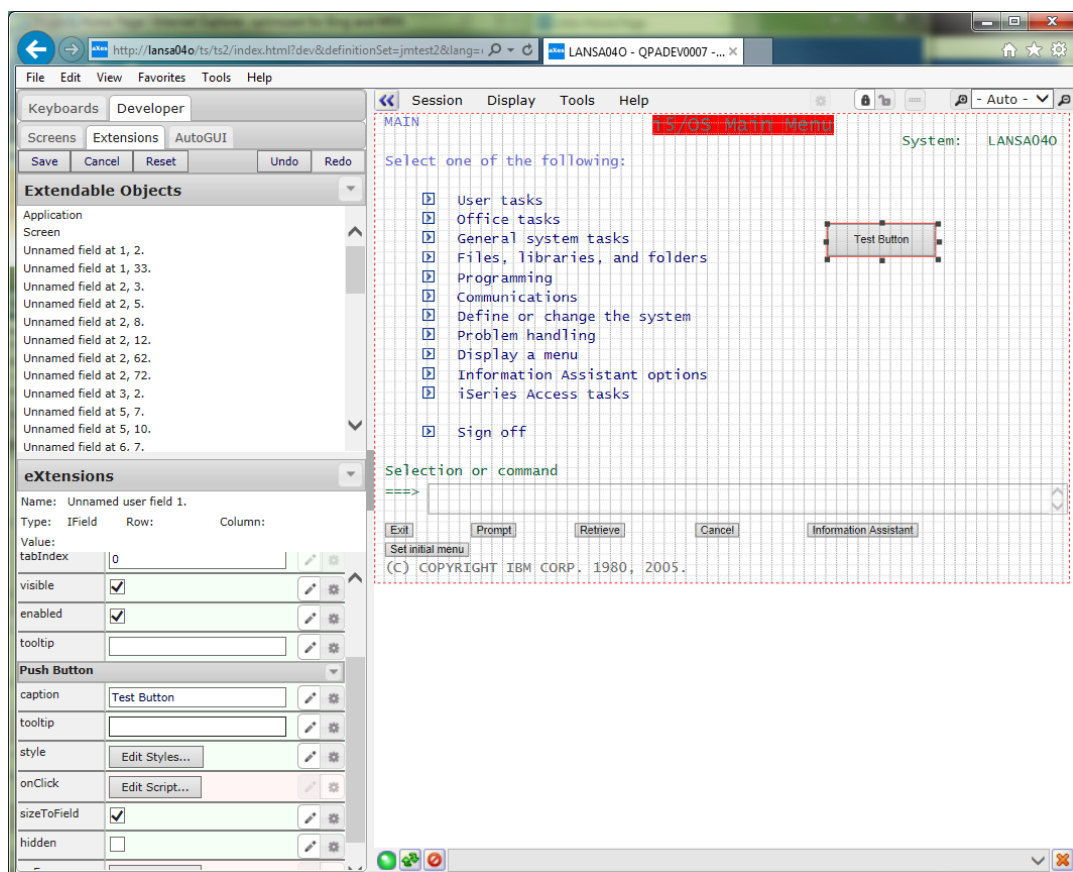 http://lansa04o/ts/ts2/index.html?dev&definitionSet=jmtest2&lang=
LANSA04O - QPADEV0007 -...
File Edit View Favorites Tools Help
Keyboards Developer
Screens Extensions AutoGUI
Save Cancel Reset Undo Redo
Extendable Objects
Application
Screen
Unnamed field at 1, 2.
Unnamed field at 1, 33.
Unnamed field at 2, 3.
Unnamed field at 2, 5.
Unnamed field at 2, 8.
Unnamed field at 2, 12.
Unnamed field at 2, 62.
Unnamed field at 2, 72.
Unnamed field at 3, 2.
Unnamed field at 5, 7.
Unnamed field at 5, 10.
Unnamed field at 6, 7.
eXtensions
Name: Unnamed user field 1.
Type: IField Row: Column:
Value:
tabIndex 0
visible
enabled
tooltip
Push Button
caption Test Button
tooltip
style Edit Styles...
onClick Edit Script...
sizeToField
hidden
Session Display Tools Help
- Auto -
MAIN i5/OS Main Menu
System: LANSA04O
Select one of the following:
User tasks
Office tasks
General system tasks
Test Button
Files, libraries, and folders
Programming
Communications
Define or change the system
Problem handling
Display a menu
Information Assistant options
iSeries Access tasks
Sign off
Selection or command
===>
Exit Prompt Retrieve Cancel Information Assistant
Set initial menu
(C) COPYRIGHT IBM CORP. 1980, 2005.